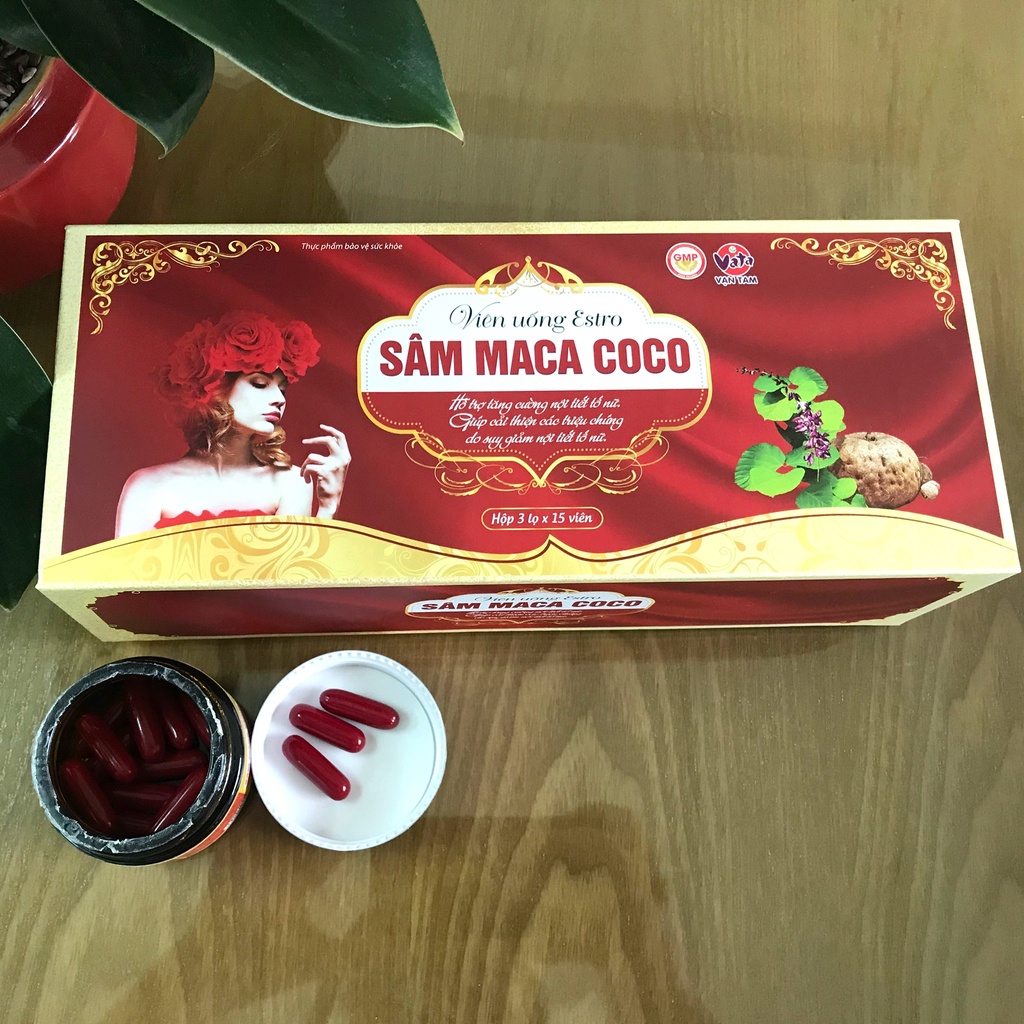 Thực phẩm bảo vệ sức khỏe
GMP
Vata
VẠN TÂM
Viên uống Estro
SÂM MACA COCO
Hỗ trợ tăng cường nội tiết tố nữ.
Giúp cải thiện các triệu chứng
do suy giảm nội tiết tố nữ.
Hộp 3 lọ x 15 viên
Viên uống Estro
SÂM MACA COCO